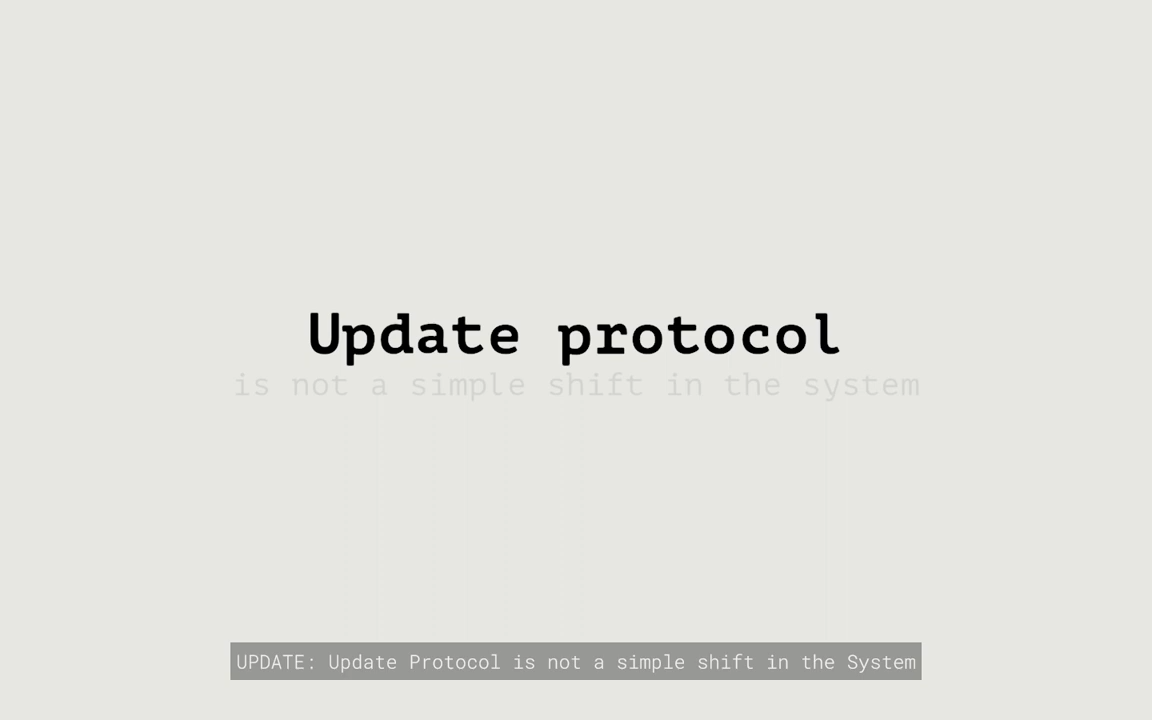 Update protocol
is not a simple shift in the system
UPDATE: Update Protocol is not a simple shift in the System